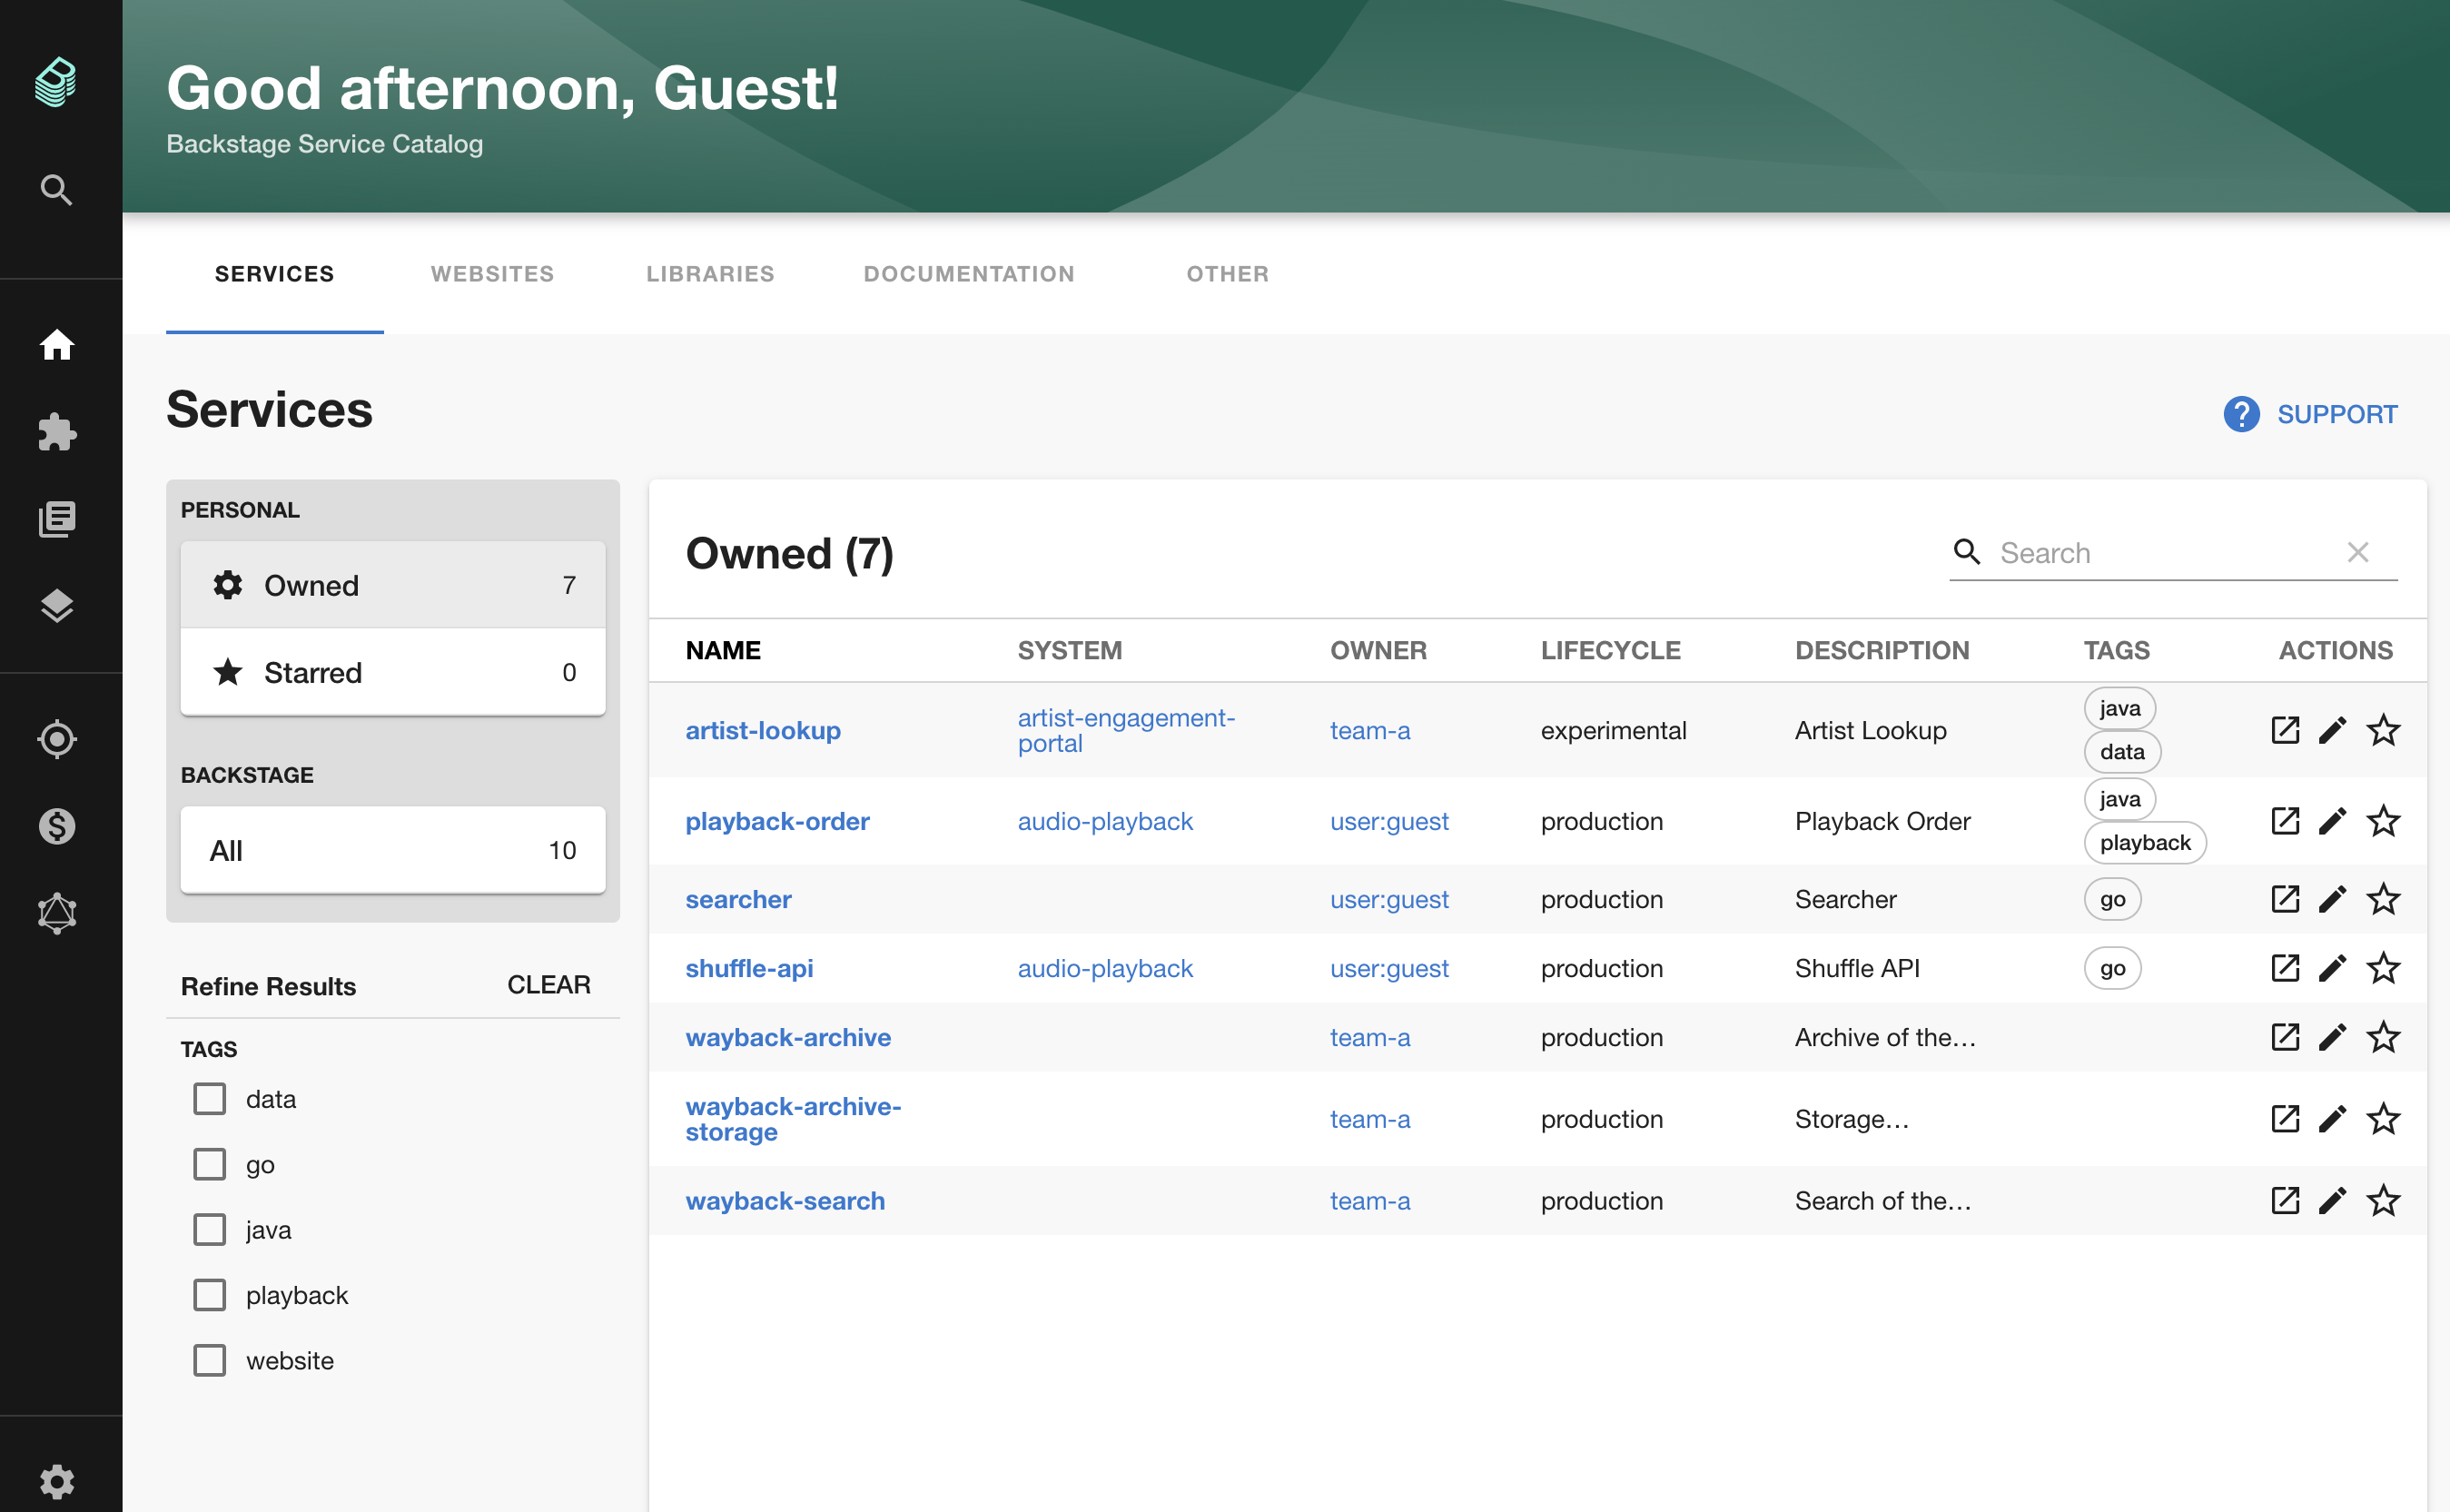 Good afternoon, Guest!
Backstage Service Catalog
SERVICES WEBSITES LIBRARIES DOCUMENTATION OTHER
Services
SUPPORT
PERSONAL
Owned 7
Starred 0
BACKSTAGE
All 10
Refine Results CLEAR
TAGS
data
go
java
playback
website
Owned (7)
Search
NAME SYSTEM OWNER LIFECYCLE DESCRIPTION TAGS ACTIONS
artist-lookup artist-engagement-
portal team-a experimental Artist Lookup java
data
playback-order audio-playback user:guest production Playback Order java
playback
searcher user:guest production Searcher go
shuffle-api audio-playback user:guest production Shuffle API go
wayback-archive team-a production Archive of the…
wayback-archive-
storage team-a production Storage…
wayback-search team-a production Search of the…